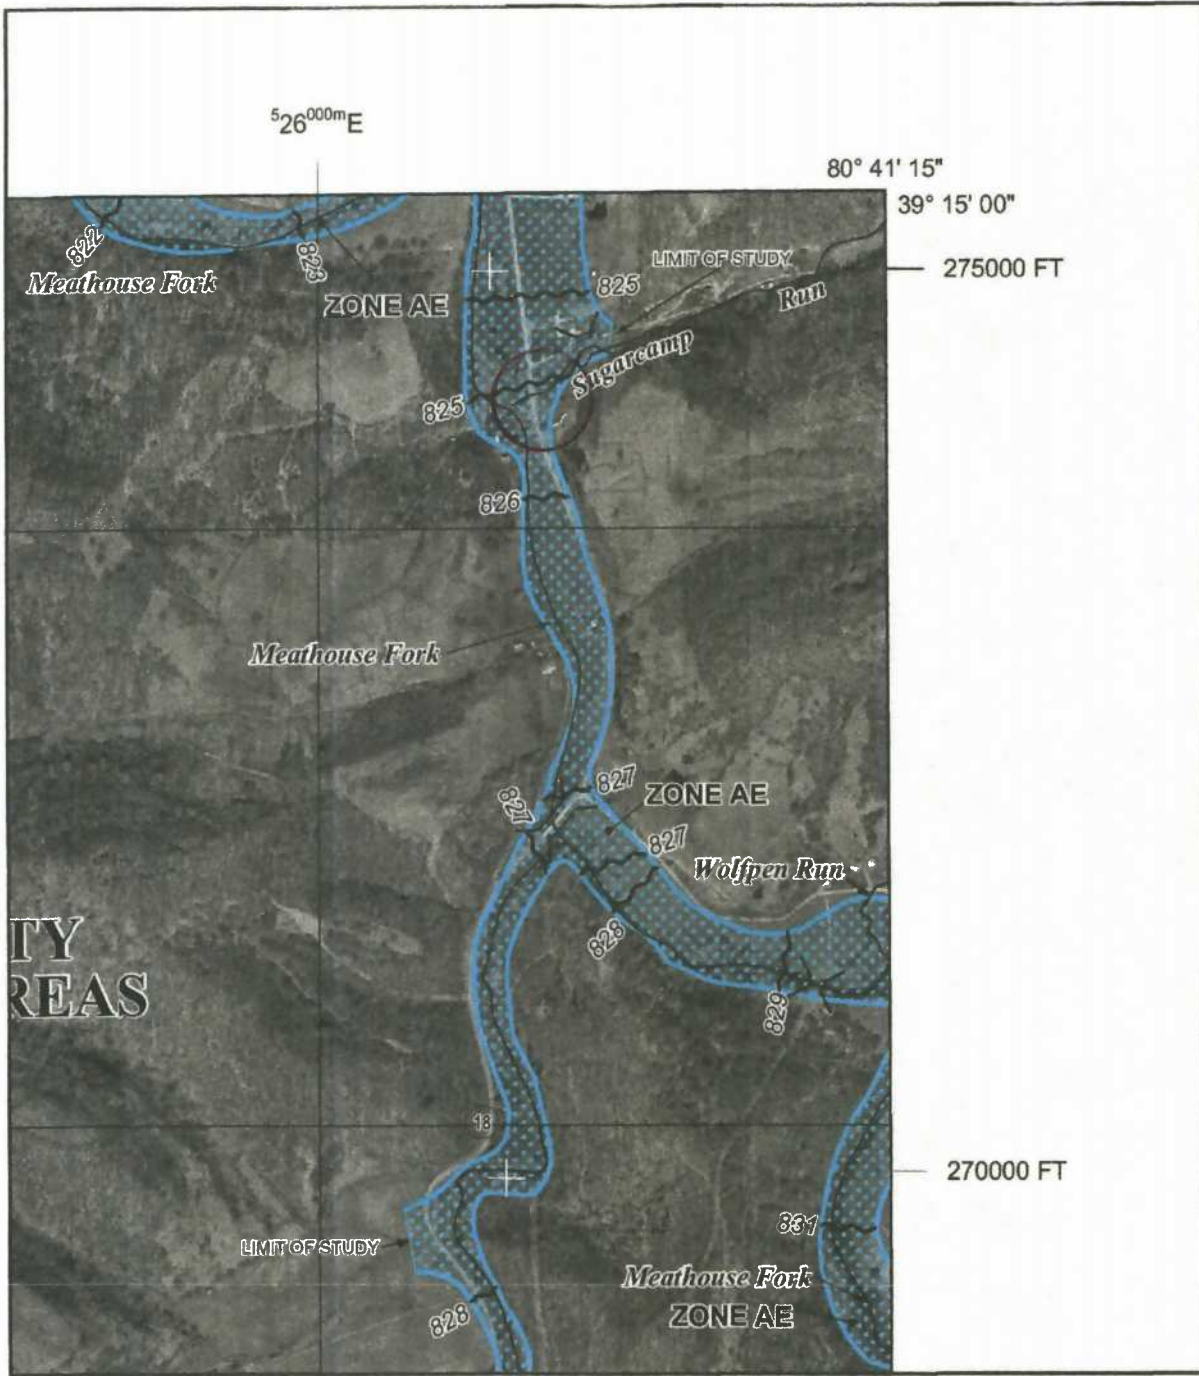 ⁵26⁰⁰⁰ᵐE
80° 41' 15"
39° 15' 00"
822
823
Meathouse Fork
ZONE AE
LIMIT OF STUDY
275000 FT
825
Run
Sugarcamp
825
826
Meathouse Fork
827
827
ZONE AE
827
Wolfpen Run
828
829
TY
REAS
18
270000 FT
831
LIMIT OF STUDY
Meathouse Fork
ZONE AE
828